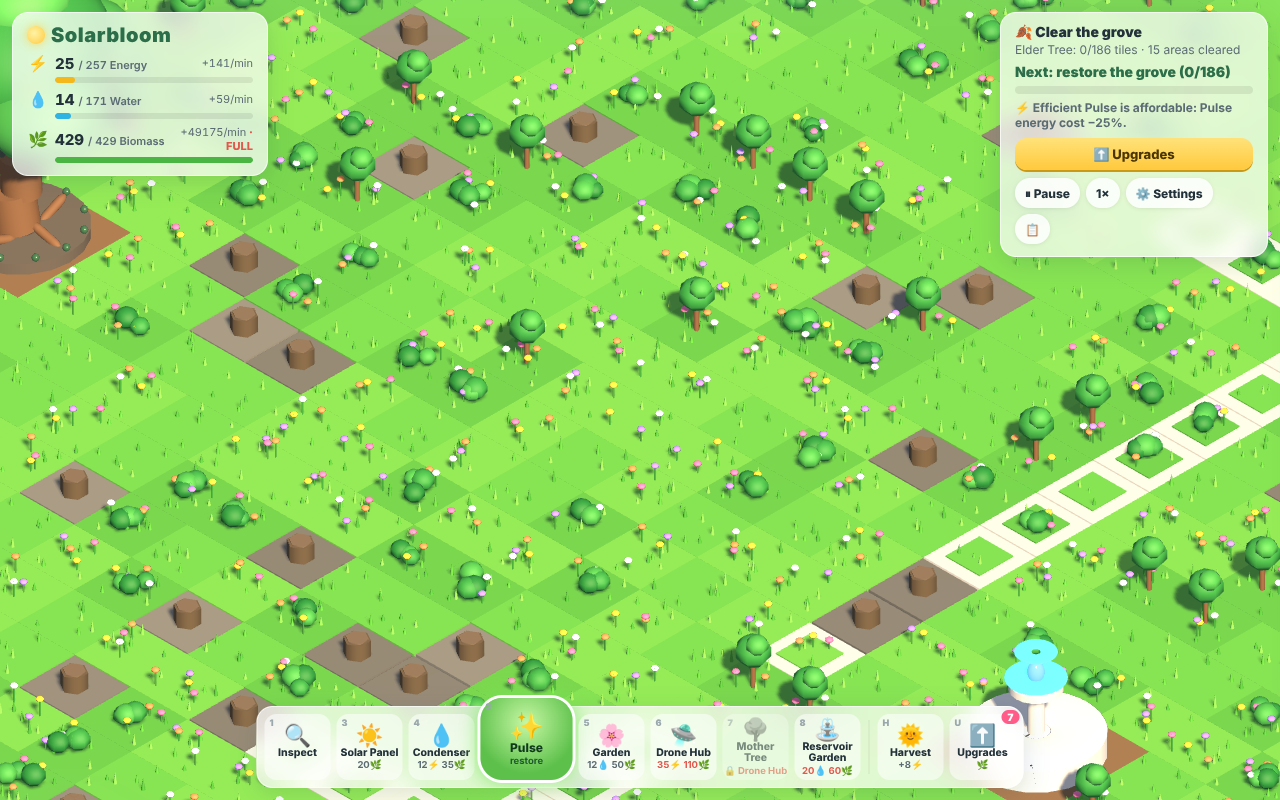 Solarbloom
25 / 257 Energy +141/min
14 / 171 Water +59/min
429 / 429 Biomass +49175/min · FULL
Clear the grove
Elder Tree: 0/186 tiles · 15 areas cleared
Next: restore the grove (0/186)
⚡ Efficient Pulse is affordable: Pulse
energy cost −25%.
⬆️ Upgrades
⏸ Pause 1× ⚙️ Settings
1 Inspect
3 Solar Panel 20🌿
4 Condenser 12⚡ 35🌿
Pulse restore
5 Garden 12💧 50🌿
6 Drone Hub 35⚡ 110🌿
7 Mother Tree 🔒 Drone Hub
8 Reservoir Garden 20💧 60🌿
H Harvest +8⚡
U Upgrades 🌿 7